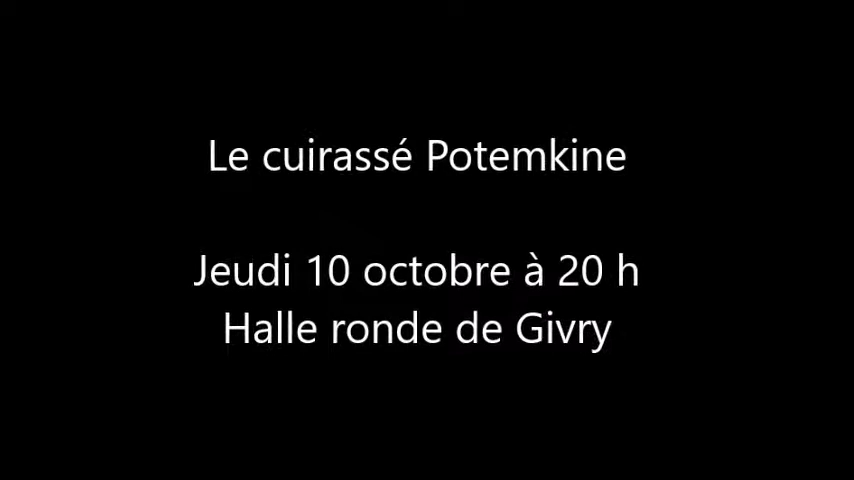 Le cuirassé Potemkine
Jeudi 10 octobre à 20 h
Halle ronde de Givry